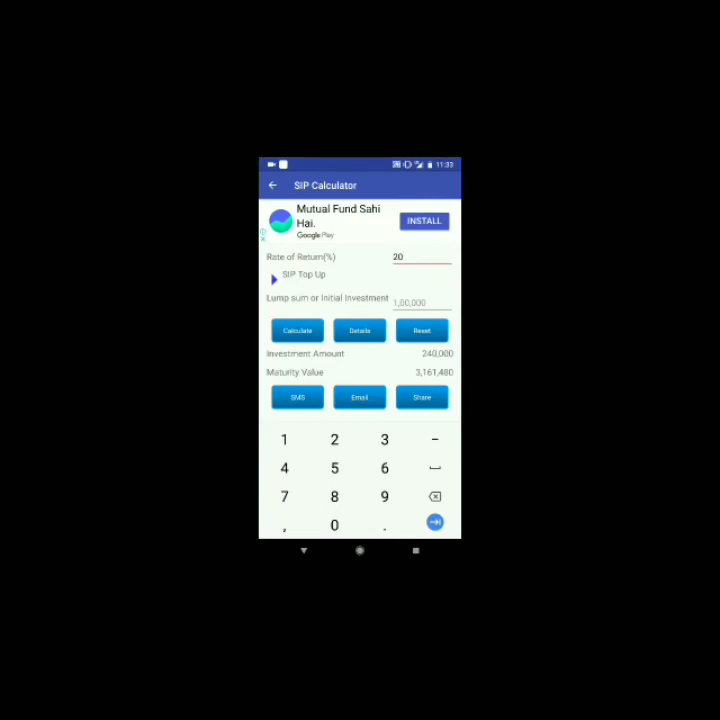 11:33
SIP Calculator
Mutual Fund Sahi
Hai.
Google Play
INSTALL
Rate of Return(%) 20
SIP Top Up
Lump sum or Initial Investment 1,00,000
Calculate Details Reset
Investment Amount 240,000
Maturity Value 3,161,480
SMS Email Share
1 2 3 -
4 5 6
7 8 9
, 0 .